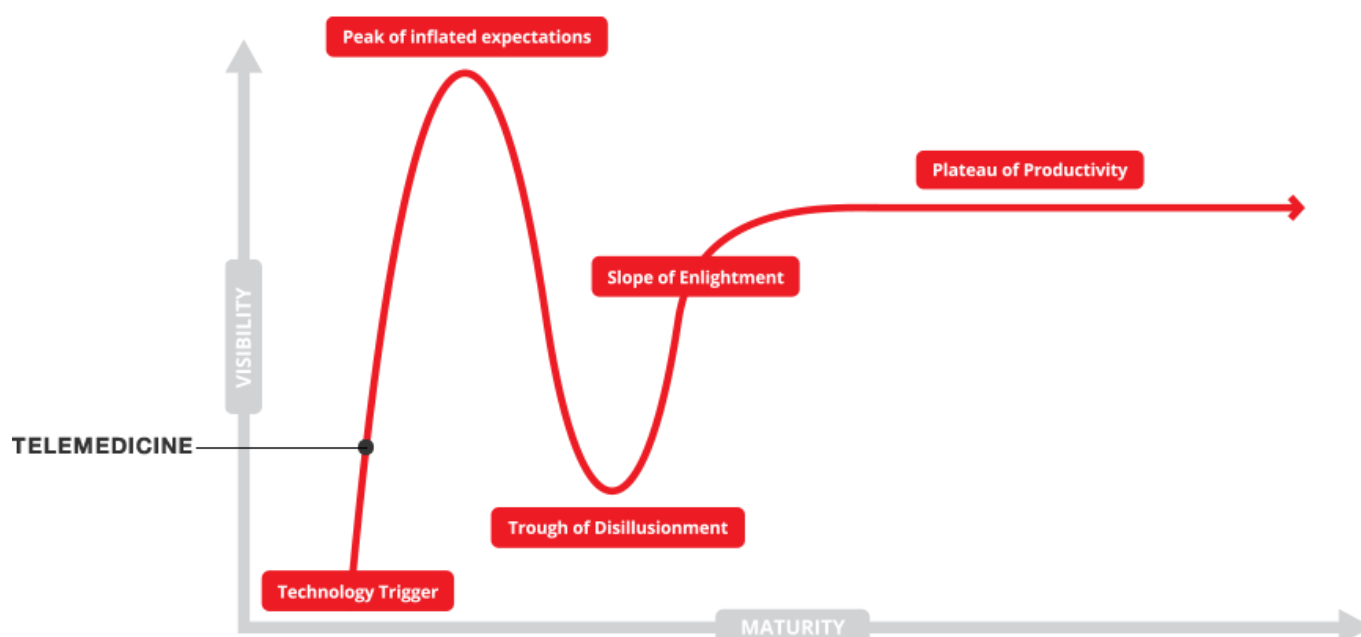 Peak of inflated expectations
Plateau of Productivity
Slope of Enlightment
VISIBILITY
TELEMEDICINE
Trough of Disillusionment
Technology Trigger
MATURITY